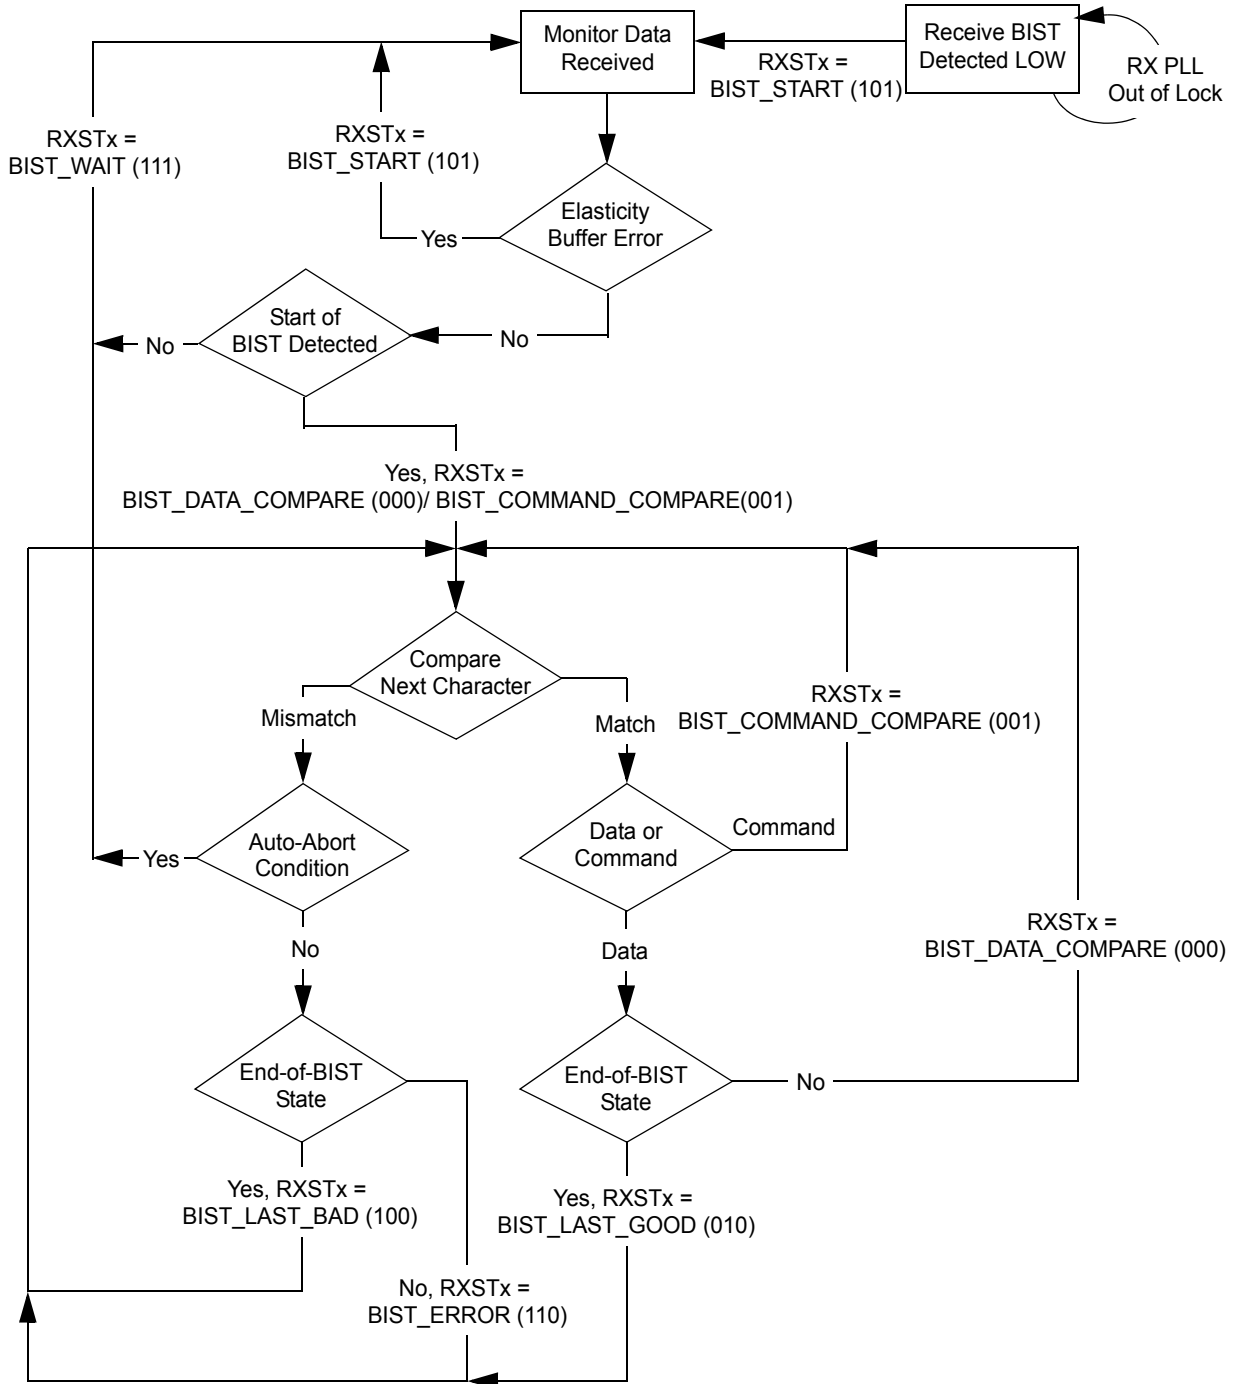 Monitor Data
Received
Receive BIST
Detected LOW
RXSTx =
BIST_START (101)
RX PLL
Out of Lock
RXSTx =
BIST_WAIT (111)
RXSTx =
BIST_START (101)
Elasticity
Buffer Error
Yes
Start of
BIST Detected
No
No
Yes, RXSTx =
BIST_DATA_COMPARE (000)/ BIST_COMMAND_COMPARE(001)
Compare
Next Character
Mismatch
Match
RXSTx =
BIST_COMMAND_COMPARE (001)
Auto-Abort
Condition
Yes
Data or
Command
Command
No
Data
RXSTx =
BIST_DATA_COMPARE (000)
End-of-BIST
State
End-of-BIST
State
No
Yes, RXSTx =
BIST_LAST_BAD (100)
Yes, RXSTx =
BIST_LAST_GOOD (010)
No, RXSTx =
BIST_ERROR (110)